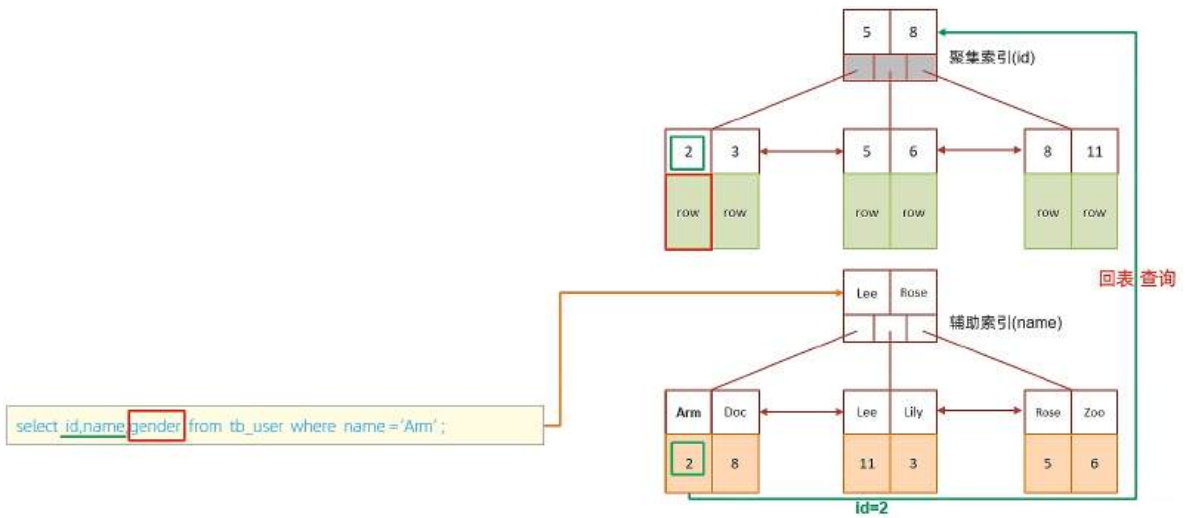 5 8
聚集索引(id)
2 3 5 6 8 11
row row row row row row
回表 查询
Lee Rose
辅助索引(name)
Arm Doc Lee Lily Rose Zoo
select id,name,gender from tb_user where name='Arm' ;
2 8 11 3 5 6
id=2